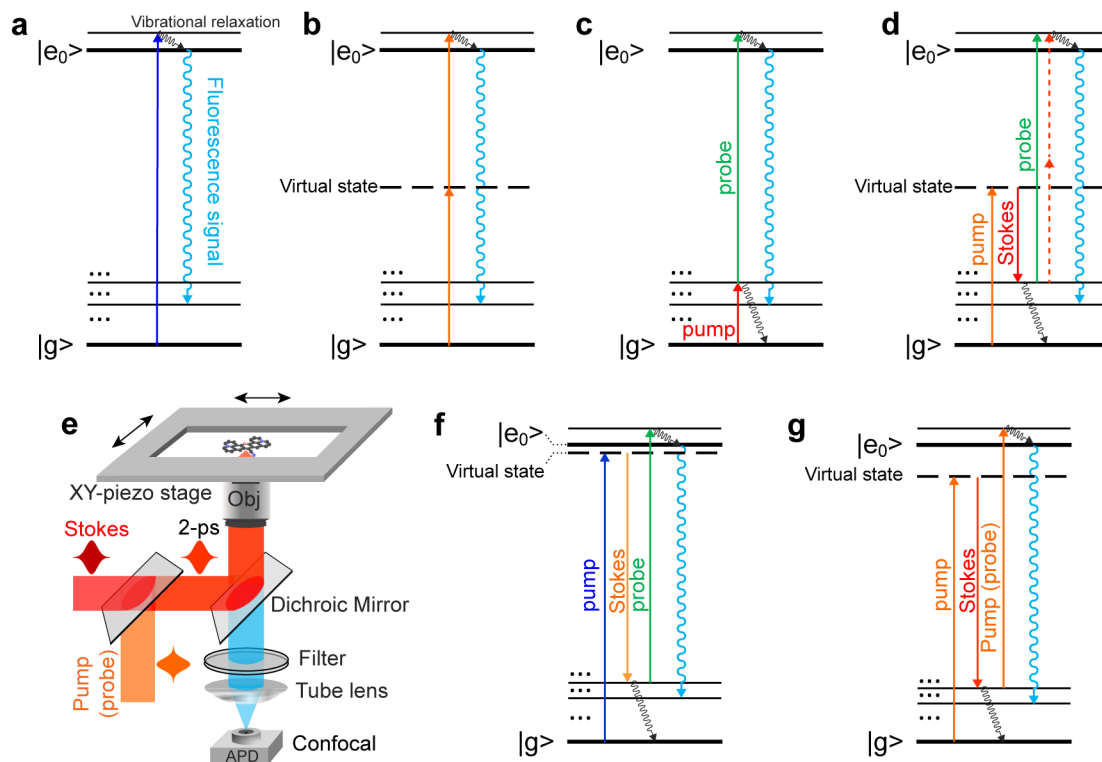 a
Vibrational relaxation
|e₀>
Fluorescence signal
...
...
...
|g>
b
|e₀>
Virtual state
...
...
...
|g>
c
|e₀>
probe
pump
...
...
...
|g>
d
|e₀>
Virtual state
pump
Stokes
probe
...
...
...
|g>
e
XY-piezo stage
Obj
Stokes
2-ps
Dichroic Mirror
Pump
(probe)
Filter
Tube lens
APD
Confocal
f
|e₀>
Virtual state
pump
Stokes
probe
...
...
...
|g>
g
|e₀>
Virtual state
pump
Stokes
Pump (probe)
...
...
...
|g>